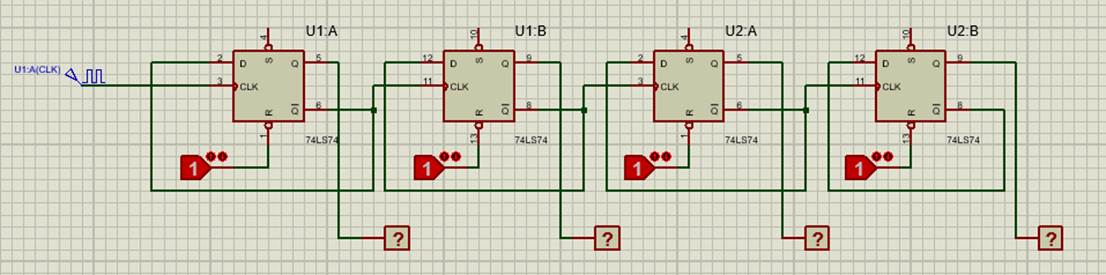 U1:A
U1:B
U2:A
U2:B
4
10
4
10
U1:A(CLK)
2
D
S
Q
5
12
D
S
Q
9
2
D
S
Q
5
12
D
S
Q
9
3
CLK
11
CLK
3
CLK
11
CLK
R
Q
6
R
Q
8
R
Q
6
R
Q
8
1
74LS74
13
74LS74
1
74LS74
13
74LS74
1
1
1
1
?
?
?
?